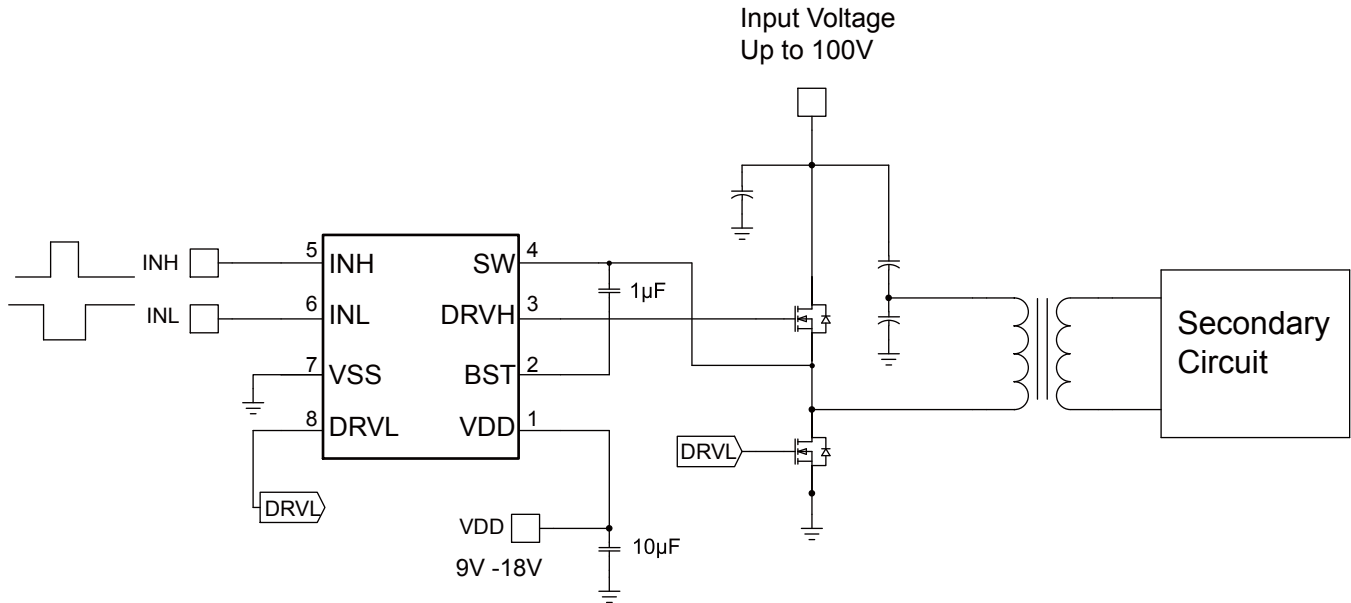 Input Voltage
Up to 100V
INH
INL
5
6
7
8
INH
INL
VSS
DRVL
SW
DRVH
BST
VDD
4
3
2
1
1µF
DRVL
VDD
9V -18V
10µF
DRVL
Secondary
Circuit